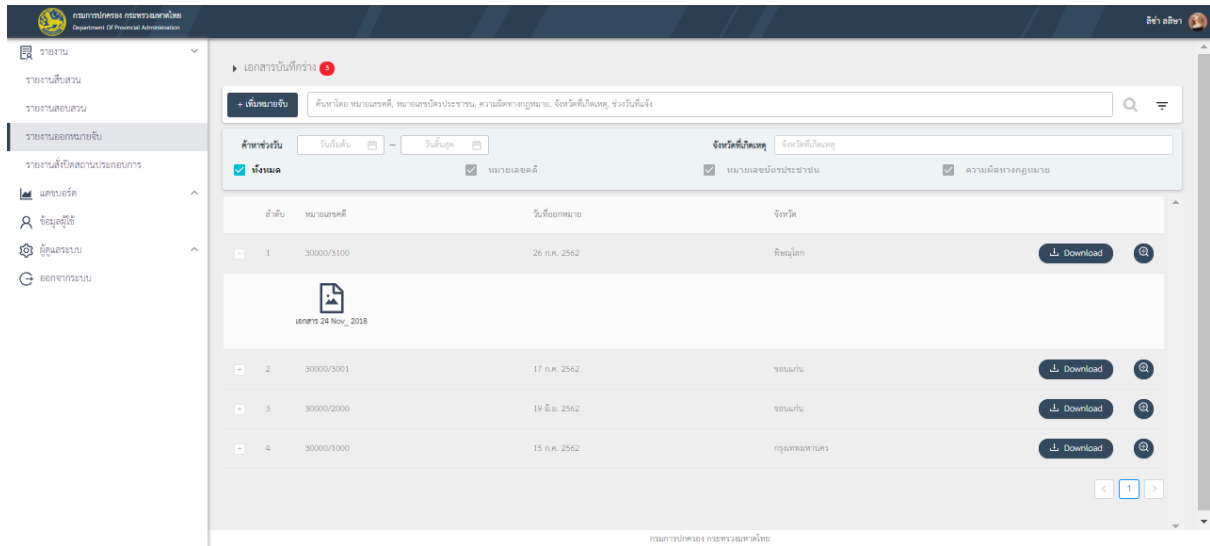 กรมการปกครอง กระทรวงมหาดไทย
Department Of Provincial Administration
ลิซ่า ลลิษา
รายงาน
รายงานสืบสวน
รายงานสอบสวน
รายงานออกหมายจับ
รายงานสั่งปิดสถานประกอบการ
แดชบอร์ด
ข้อมูลผู้ใช้
ผู้ดูแลระบบ
ออกจากระบบ
เอกสารบันทึกร่าง 3
+ เพิ่มหมายจับ
ค้นหาโดย หมายเลขคดี, หมายเลขบัตรประชาชน, ความผิดทางกฎหมาย, จังหวัดที่เกิดเหตุ, ช่วงวันที่แจ้ง
ค้าหาช่วงวัน วันเริ่มต้น – วันสิ้นสุด จังหวัดที่เกิดเหตุ จังหวัดที่เกิดเหตุ
ทั้งหมด หมายเลขคดี หมายเลขบัตรประชาชน ความผิดทางกฎหมาย
ลำดับ หมายเลขคดี วันที่ออกหมาย จังหวัด
1 30000/3100 26 ก.ค. 2562 พิษณุโลก Download
เอกสาร 24 Nov_ 2018
2 30000/3001 17 ก.ค. 2562 ขอนแก่น Download
3 30000/2000 19 มิ.ย. 2562 ขอนแก่น Download
4 30000/1000 15 ก.ค. 2562 กรุงเทพมหานคร Download
< 1 >
กรมการปกครอง กระทรวงมหาดไทย